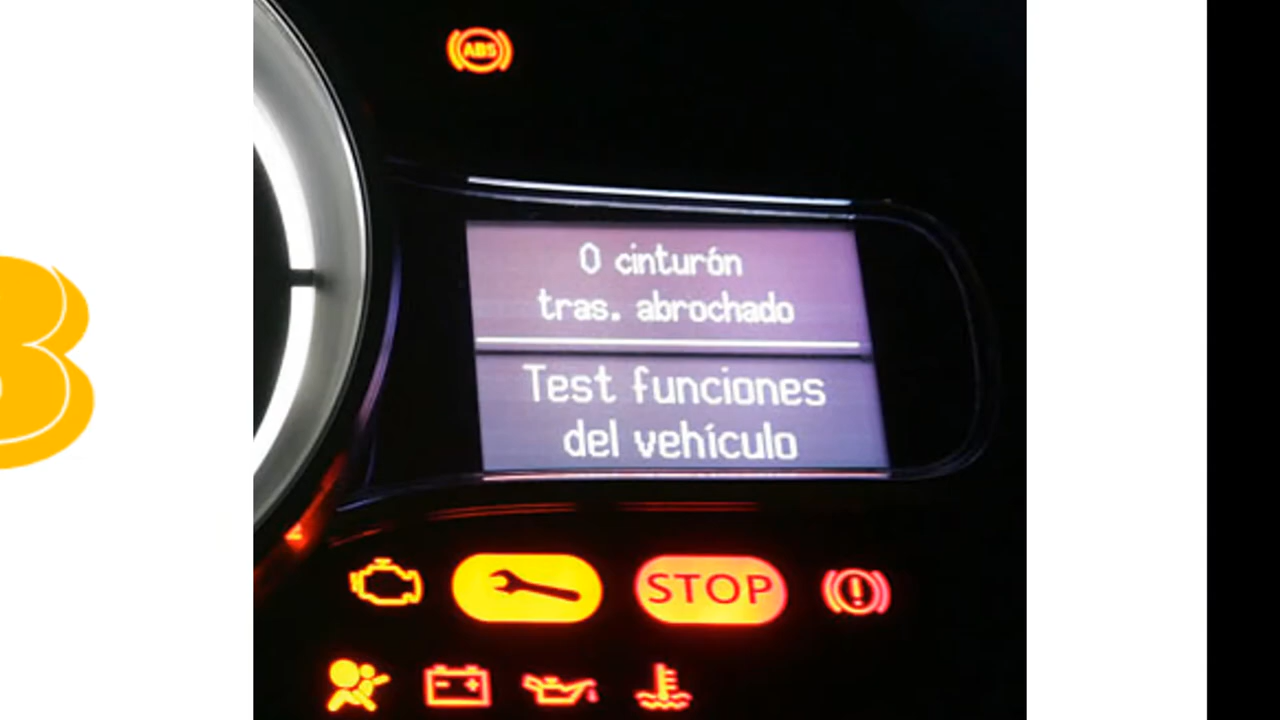 ABS
0 cinturón
tras. abrochado
Test funciones
del vehículo
STOP